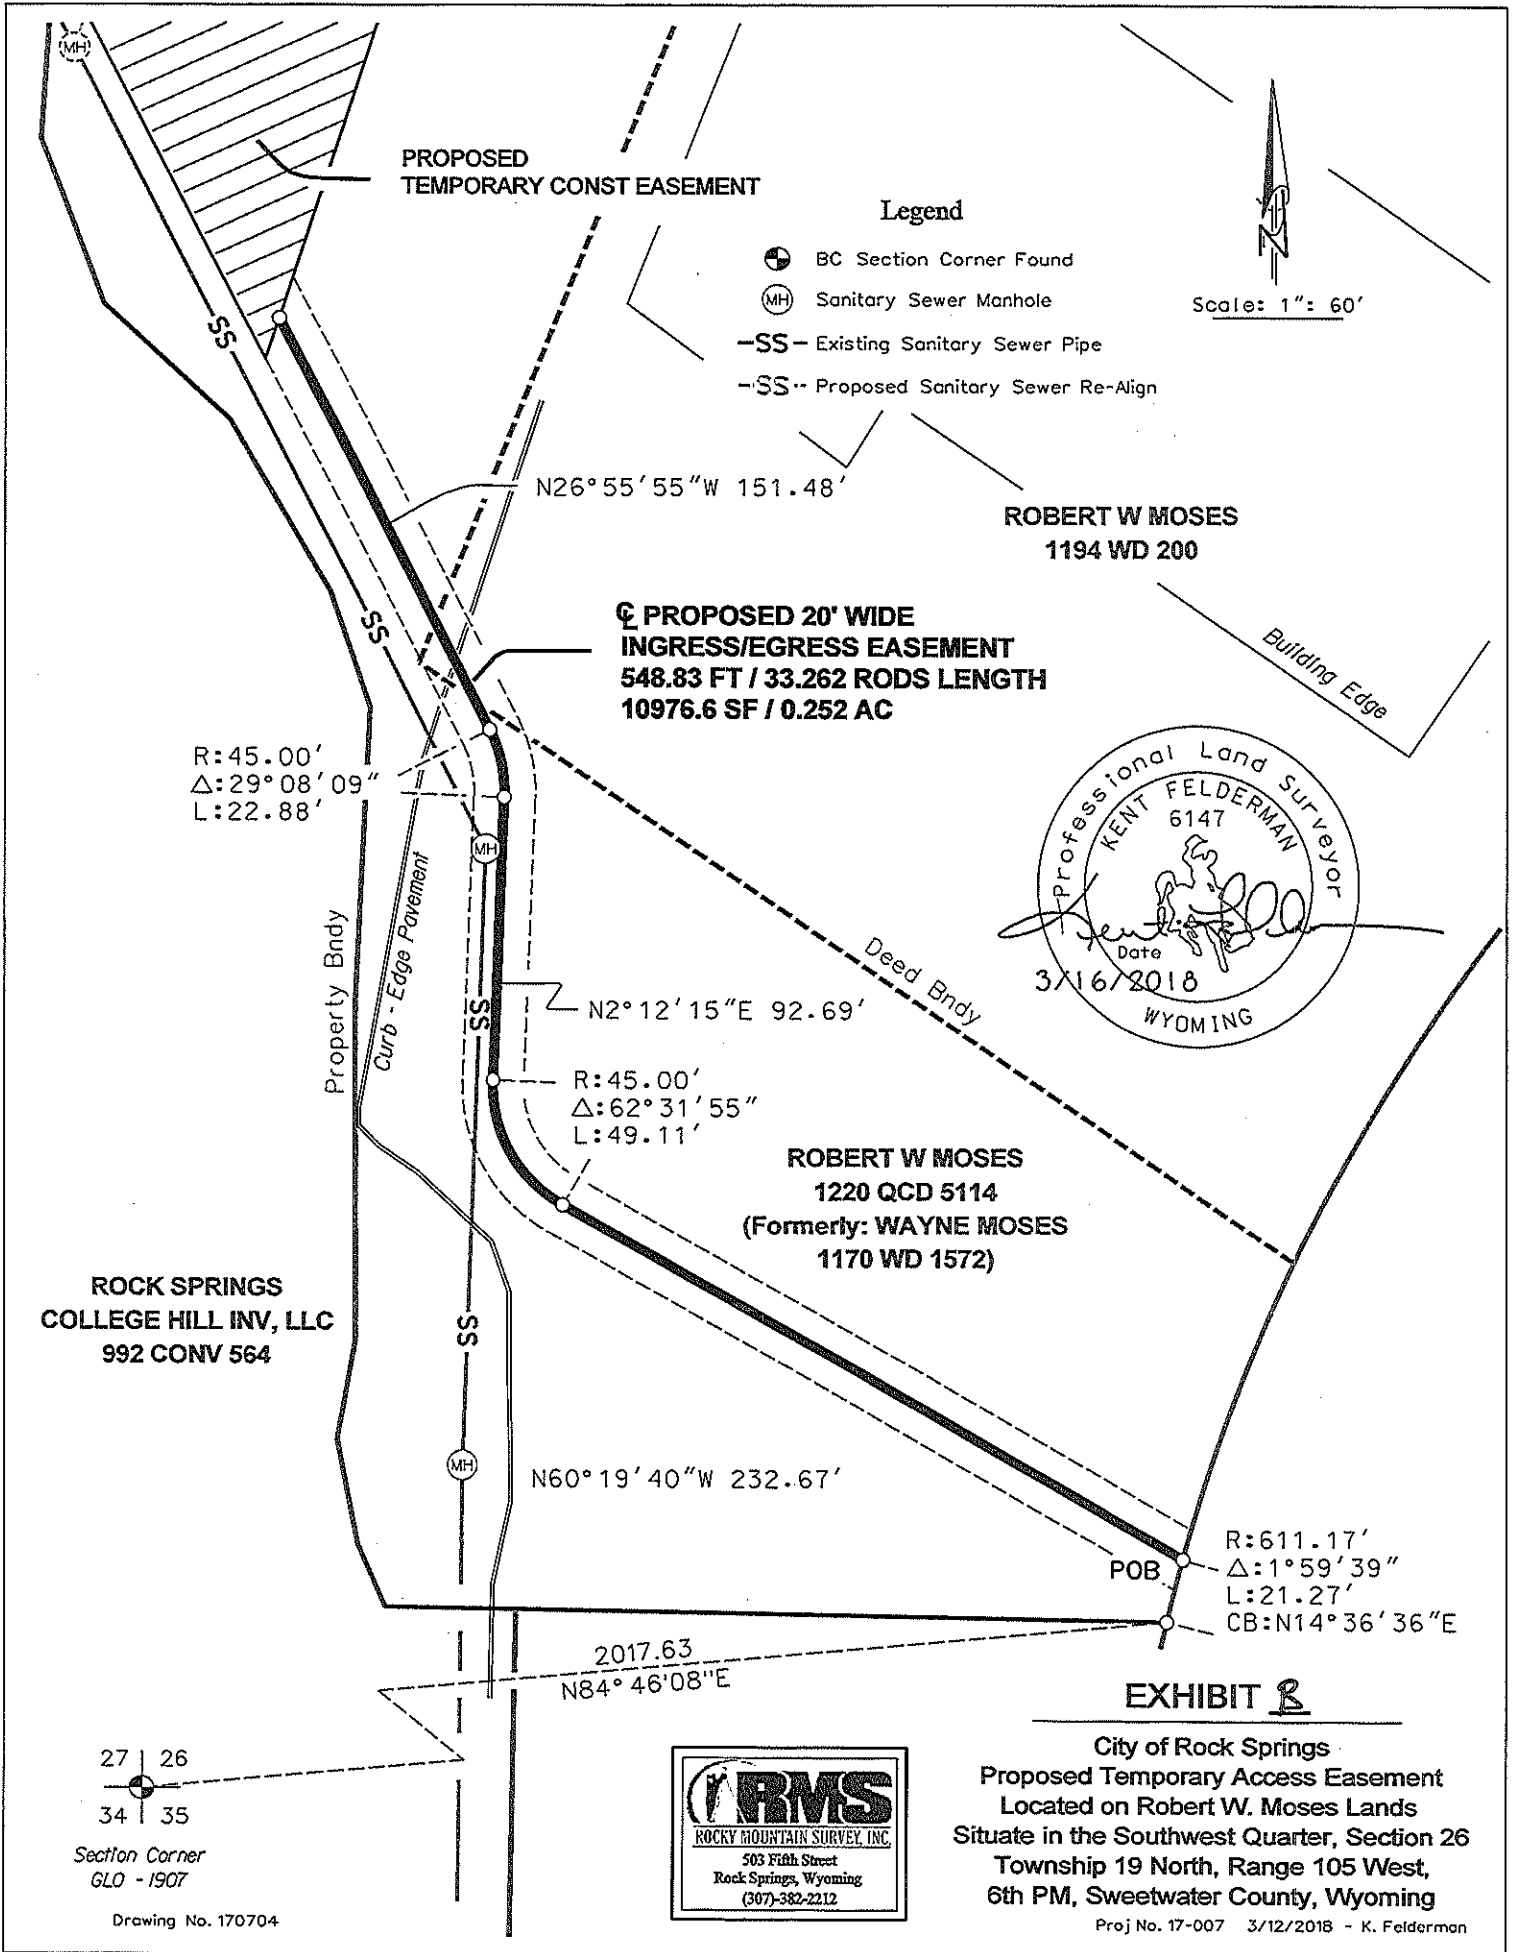 MH
PROPOSED
TEMPORARY CONST EASEMENT
Legend
BC Section Corner Found
MH Sanitary Sewer Manhole
-SS- Existing Sanitary Sewer Pipe
-SS-- Proposed Sanitary Sewer Re-Align
N
Scale: 1": 60'
SS
N26°55'55"W 151.48'
ROBERT W MOSES
1194 WD 200
SS
℄ PROPOSED 20' WIDE
INGRESS/EGRESS EASEMENT
548.83 FT / 33.262 RODS LENGTH
10976.6 SF / 0.252 AC
Building Edge
R:45.00'
△:29°08'09"
L:22.88'
MH
Professional Land Surveyor
KENT FELDERMAN
6147
Date
3/16/2018
WYOMING
Property Bndy
Curb - Edge Pavement
Deed Bndy
SS
N2°12'15"E 92.69'
R:45.00'
△:62°31'55"
L:49.11'
ROBERT W MOSES
1220 QCD 5114
(Formerly: WAYNE MOSES
1170 WD 1572)
ROCK SPRINGS
COLLEGE HILL INV, LLC
992 CONV 564
SS
MH
N60°19'40"W 232.67'
POB
R:611.17'
△:1°59'39"
L:21.27'
CB:N14°36'36"E
2017.63
N84°46'08"E
27 26
34 35
Section Corner
GLO - 1907
Drawing No. 170704
RMS
ROCKY MOUNTAIN SURVEY, INC.
503 Fifth Street
Rock Springs, Wyoming
(307)-382-2212
EXHIBIT B
City of Rock Springs
Proposed Temporary Access Easement
Located on Robert W. Moses Lands
Situate in the Southwest Quarter, Section 26
Township 19 North, Range 105 West,
6th PM, Sweetwater County, Wyoming
Proj No. 17-007 3/12/2018 - K. Felderman